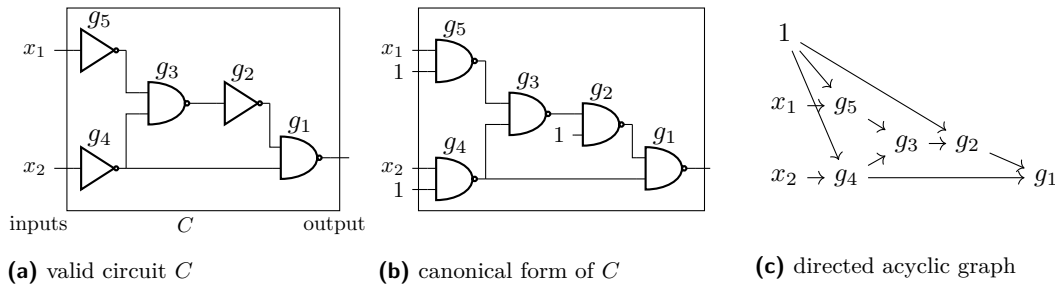 g₅
x₁
g₃
g₂
g₄
g₁
x₂
inputs
C
output
(a) valid circuit C
g₅
x₁
1
g₃
g₂
1
g₄
g₁
x₂
1
(b) canonical form of C
1
x₁ → g₅
g₃ → g₂
x₂ → g₄
g₁
(c) directed acyclic graph